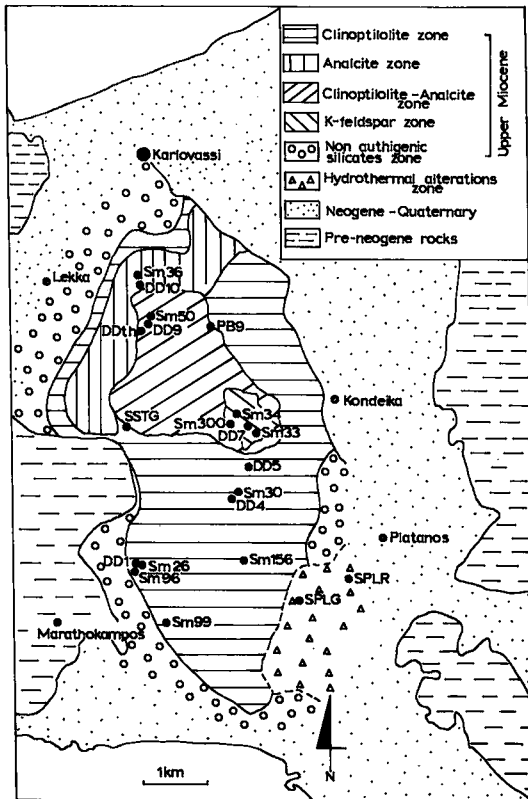 Clinoptilolite zone
Analcite zone
Clinoptilolite-Analcite
zone
K-feldspar zone
Non authigenic
silicates zone
Hydrothermal alterations
zone
Neogene-Quaternary
Pre-neogene rocks
Upper Miocene
Karlovassi
Lekka
Sm36
DD10
Sm50
DDth
DD9
PB9
Kondeika
SSTG
Sm34
Sm300
DD7
Sm33
DD5
Sm30
DD4
Platanos
DD1
Sm26
Sm156
Sm96
SPLR
SPLG
Marathokampos
Sm99
1km
N